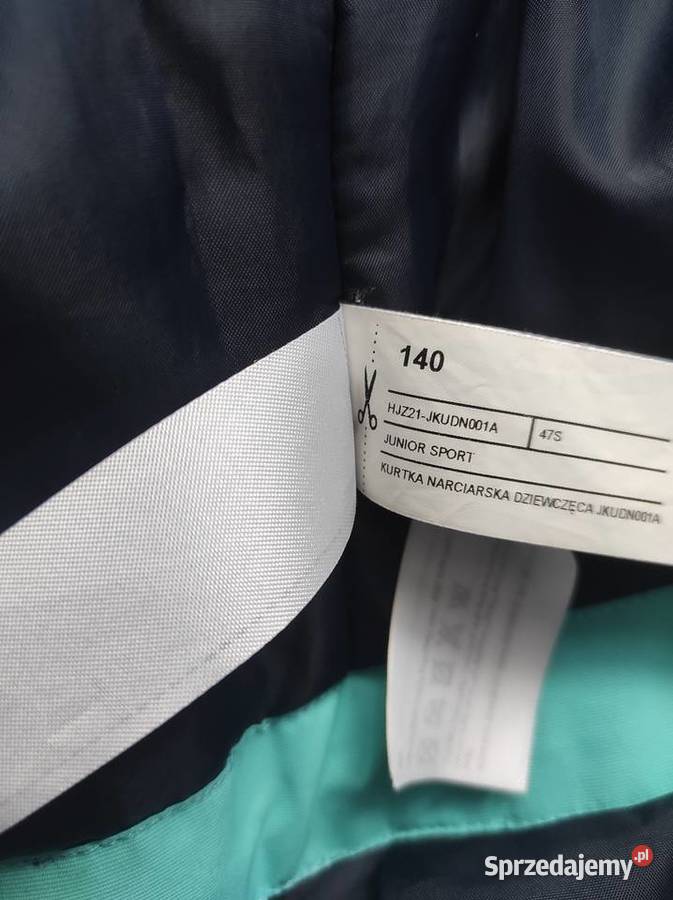 140
HJZ21-JKUDN001A 47S
JUNIOR SPORT
KURTKA NARCIARSKA DZIEWCZĘCA JKUDN001A
Sprzedajemy.pl